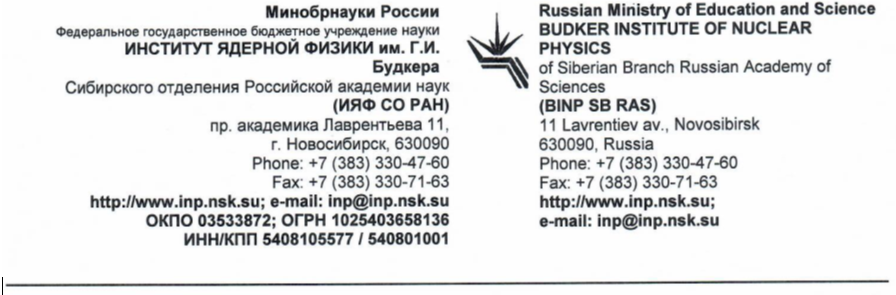 Минобрнауки России
Федеральное государственное бюджетное учреждение науки
ИНСТИТУТ ЯДЕРНОЙ ФИЗИКИ им. Г.И.
Будкера
Сибирского отделения Российской академии наук
(ИЯФ СО РАН)
пр. академика Лаврентьева 11,
г. Новосибирск, 630090
Phone: +7 (383) 330-47-60
Fax: +7 (383) 330-71-63
http://www.inp.nsk.su; e-mail: inp@inp.nsk.su
ОКПО 03533872; ОГРН 1025403658136
ИНН/КПП 5408105577 / 540801001
Russian Ministry of Education and Science
BUDKER INSTITUTE OF NUCLEAR
PHYSICS
of Siberian Branch Russian Academy of
Sciences
(BINP SB RAS)
11 Lavrentiev av., Novosibirsk
630090, Russia
Phone: +7 (383) 330-47-60
Fax: +7 (383) 330-71-63
http://www.inp.nsk.su;
e-mail: inp@inp.nsk.su